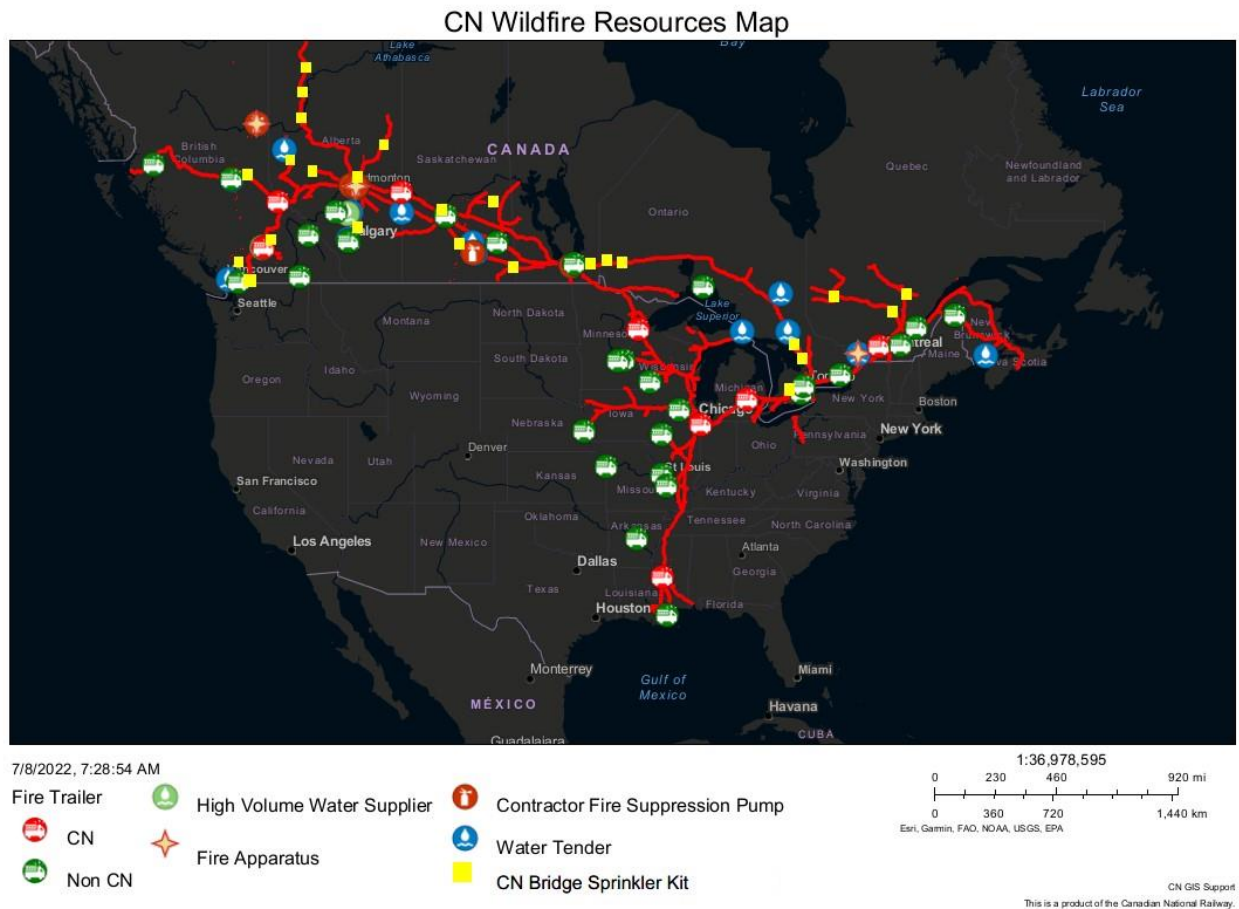 CN Wildfire Resources Map
Lake
Athabasca
Bay
Labrador
Sea
British
Columbia
Alberta
Saskatchewan
CANADA
Quebec
Newfoundland
and Labrador
Ontario
Seattle
Lake
Superior
New
Maine
Montana
North Dakota
South Dakota
Oregon
Idaho
Wyoming
Michigan
New York
Boston
Iowa
Chicago
Nebraska
Pennsylvania
New York
Ohio
Denver
Nevada
Utah
Kansas
St Louis
Washington
San Francisco
Kentucky
Virginia
California
Oklahoma
Arkansas
Tennessee
North Carolina
Los Angeles
New Mexico
Atlanta
Dallas
Georgia
Texas
Louisiana
Houston
Florida
Monterrey
Gulf of
Mexico
Miami
MÉXICO
Havana
CUBA
Guadalajara
7/8/2022, 7:28:54 AM
Fire Trailer
CN
Non CN
High Volume Water Supplier
Fire Apparatus
Contractor Fire Suppression Pump
Water Tender
CN Bridge Sprinkler Kit
1:36,978,595
0 230 460 920 mi
0 360 720 1,440 km
Esri, Garmin, FAO, NOAA, USGS, EPA
CN GIS Support
This is a product of the Canadian National Railway.